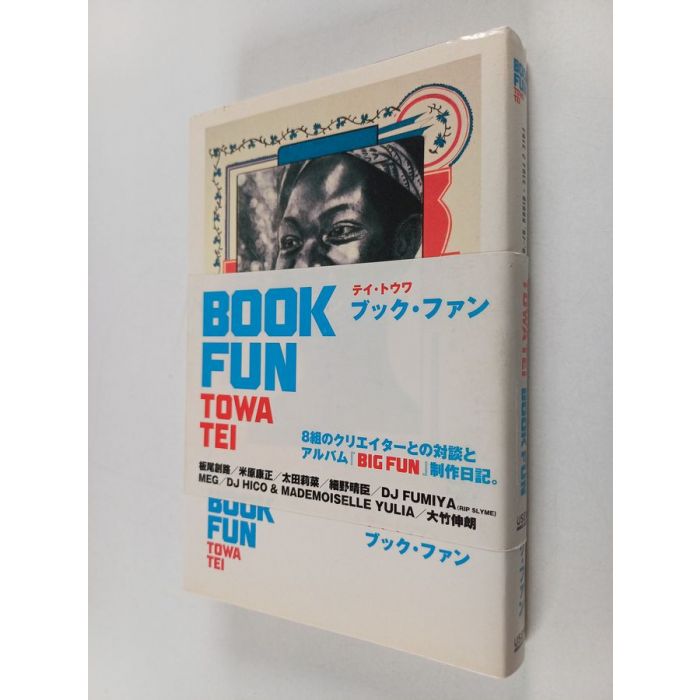 BOOK
FUN
TOWA
TEI
テイ・トウワ
ブック・ファン
8組のクリエイターとの対談と
アルバム『BIG FUN』制作日記。
板尾創路／米原康正／太田莉菜／細野晴臣／DJ FUMIYA(RIP SLYME)
MEG／DJ HICO & MADEMOISELLE YULIA／大竹伸朗
BOOK
FUN
TOWA
TEI
ブック・ファン
BOOK
FUN
TOWA TEI BOOK FUN